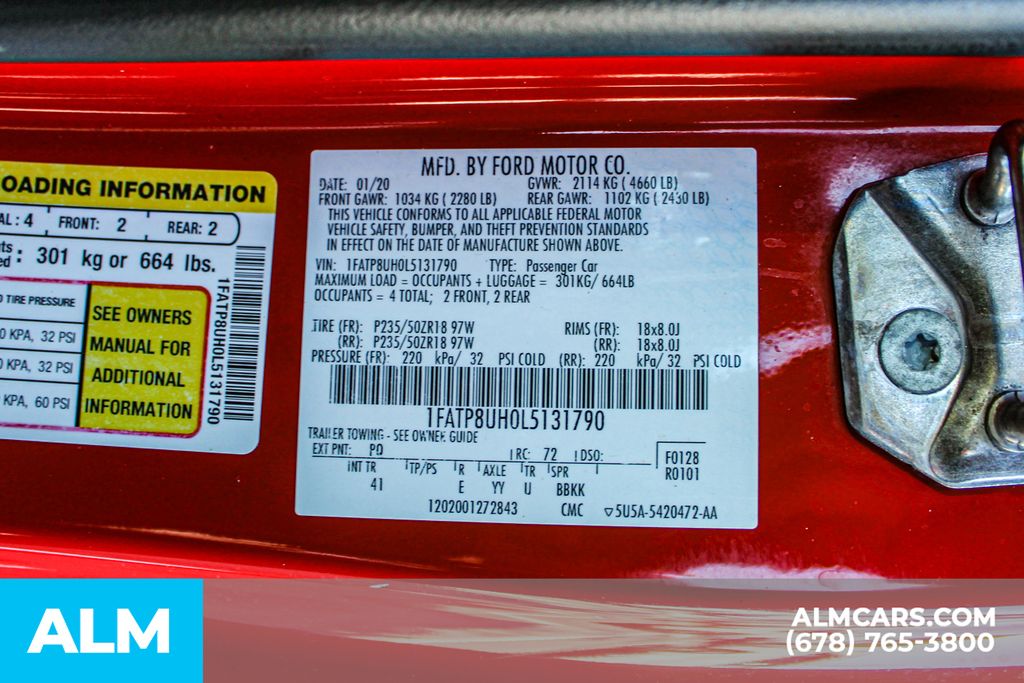 OADING INFORMATION
AL: 4 FRONT: 2 REAR: 2
301 kg or 664 lbs.
TIRE PRESSURE
0 KPA, 32 PSI
0 KPA, 32 PSI
KPA, 60 PSI
SEE OWNERS
MANUAL FOR
ADDITIONAL
INFORMATION
1FATP8UH0L5131790
MFD. BY FORD MOTOR CO.
DATE: 01/20 GVWR: 2114 KG ( 4660 LB)
FRONT GAWR: 1034 KG ( 2280 LB) REAR GAWR: 1102 KG ( 2430 LB)
THIS VEHICLE CONFORMS TO ALL APPLICABLE FEDERAL MOTOR
VEHICLE SAFETY, BUMPER, AND THEFT PREVENTION STANDARDS
IN EFFECT ON THE DATE OF MANUFACTURE SHOWN ABOVE.
VIN: 1FATP8UH0L5131790 TYPE: Passenger Car
MAXIMUM LOAD = OCCUPANTS + LUGGAGE = 301KG/ 664LB
OCCUPANTS = 4 TOTAL; 2 FRONT, 2 REAR
TIRE (FR): P235/50ZR18 97W RIMS (FR): 18x8.0J
(RR): P235/50ZR18 97W (RR): 18x8.0J
PRESSURE (FR): 220 kPa/ 32 PSI COLD (RR): 220 kPa/ 32 PSI COLD
1FATP8UH0L5131790
TRAILER TOWING - SEE OWNER GUIDE
EXT PNT: PQ RC: 72 DSO: F0128
R0101
INT TR TP/PS R AXLE TR SPR
41 E YY U BBKK
1202001272843 CMC ▽5U5A-5420472-AA
ALM
ALMCARS.COM
(678) 765-3800